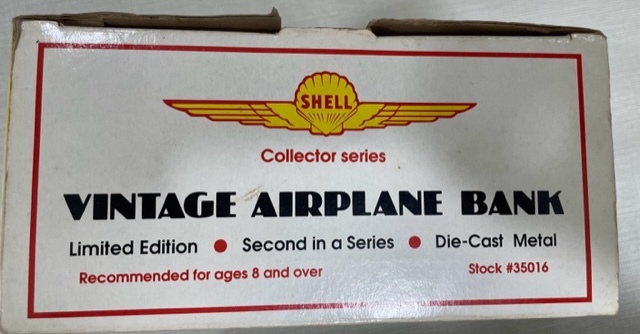 SHELL
Collector series
VINTAGE AIRPLANE BANK
Limited Edition ● Second in a Series ● Die-Cast Metal
Recommended for ages 8 and over Stock #35016